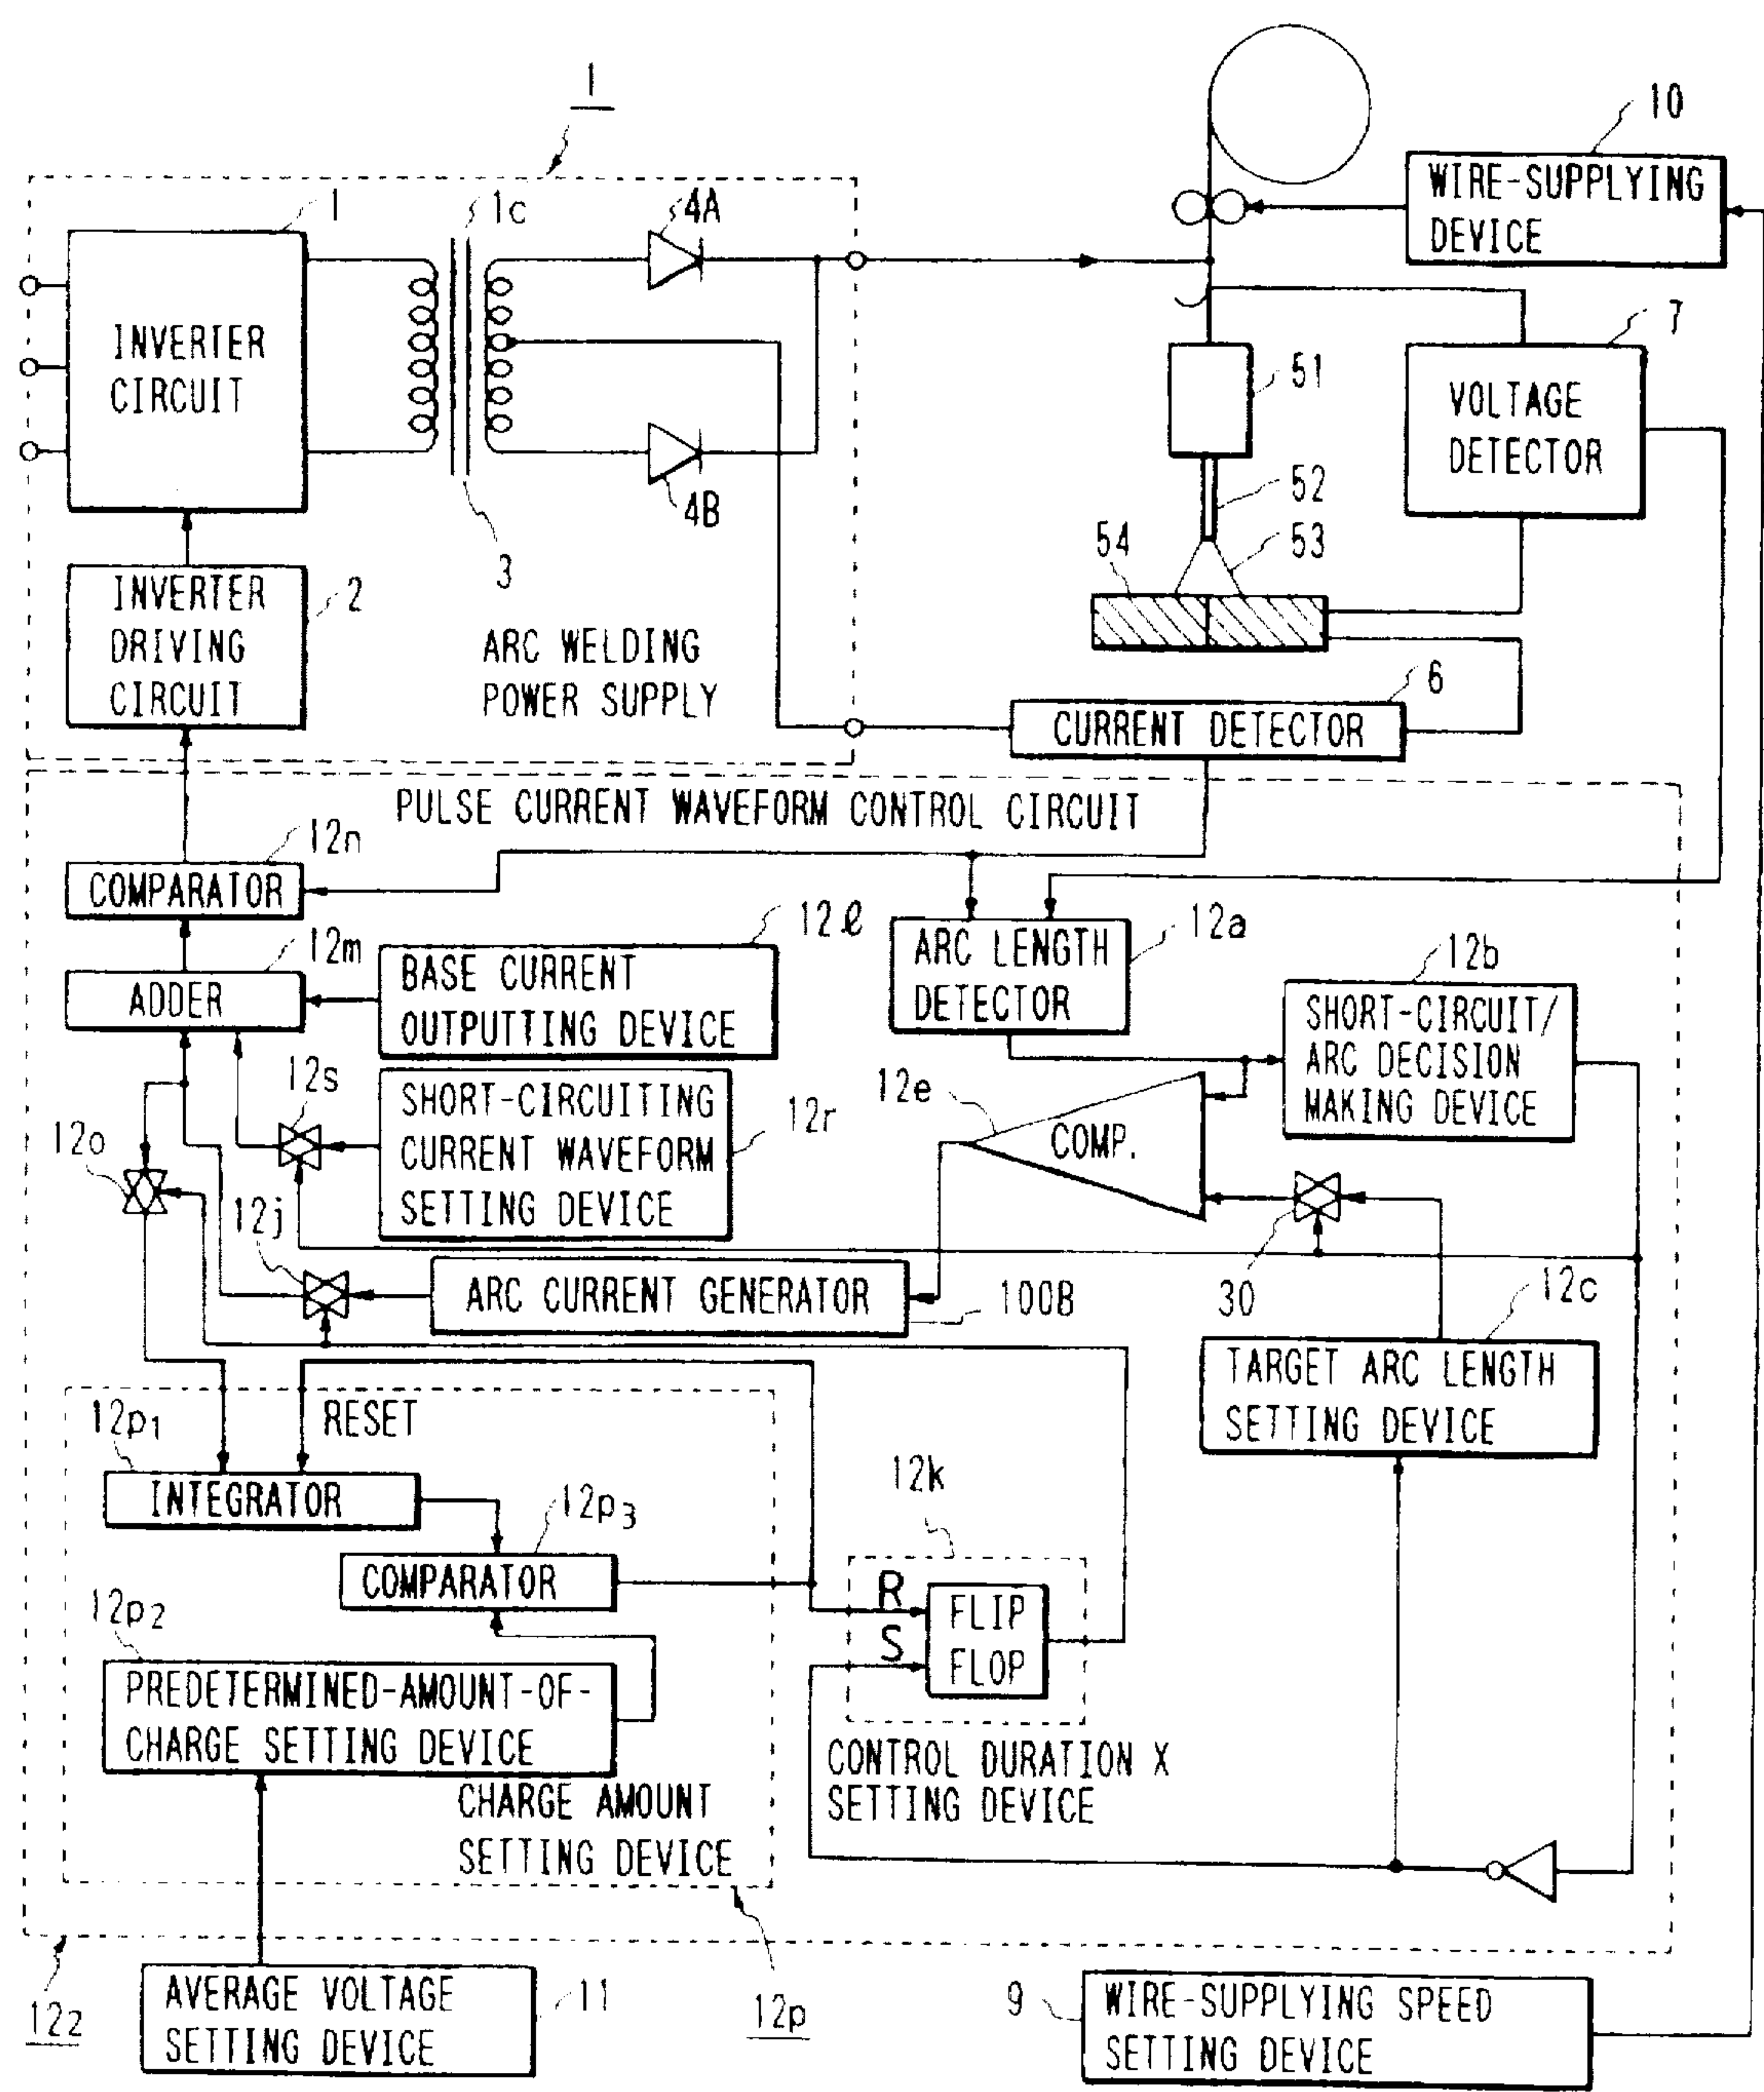 1
10
WIRE-SUPPLYING
DEVICE
1
1c
4A
INVERTER
CIRCUIT
7
51
VOLTAGE
DETECTOR
4B
52
54
53
3
INVERTER
DRIVING
CIRCUIT
2
ARC WELDING
POWER SUPPLY
6
CURRENT DETECTOR
PULSE CURRENT WAVEFORM CONTROL CIRCUIT
12n
COMPARATOR
12m
ADDER
12ℓ
BASE CURRENT
OUTPUTTING DEVICE
ARC LENGTH
DETECTOR
12a
12b
SHORT-CIRCUIT/
ARC DECISION
MAKING DEVICE
12s
SHORT-CIRCUITING
CURRENT WAVEFORM
SETTING DEVICE
12r
12e
COMP.
12o
12j
ARC CURRENT GENERATOR
100B
30
12c
TARGET ARC LENGTH
SETTING DEVICE
12p1
RESET
INTEGRATOR
12p3
COMPARATOR
12k
R
S
FLIP
FLOP
12p2
PREDETERMINED-AMOUNT-OF-
CHARGE SETTING DEVICE
CONTROL DURATION X
SETTING DEVICE
CHARGE AMOUNT
SETTING DEVICE
12₂
AVERAGE VOLTAGE
SETTING DEVICE
11
12p
9
WIRE-SUPPLYING SPEED
SETTING DEVICE